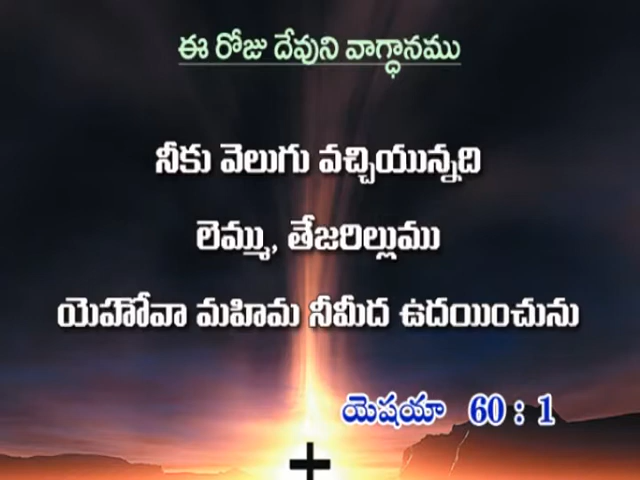 ఈ రోజు దేవుని వాగ్ధానము
నీకు వెలుగు వచ్చియున్నది
లెమ్ము, తేజరిల్లుము
యెహోవా మహిమ నీమీద ఉదయించును
యెషయా 60 : 1